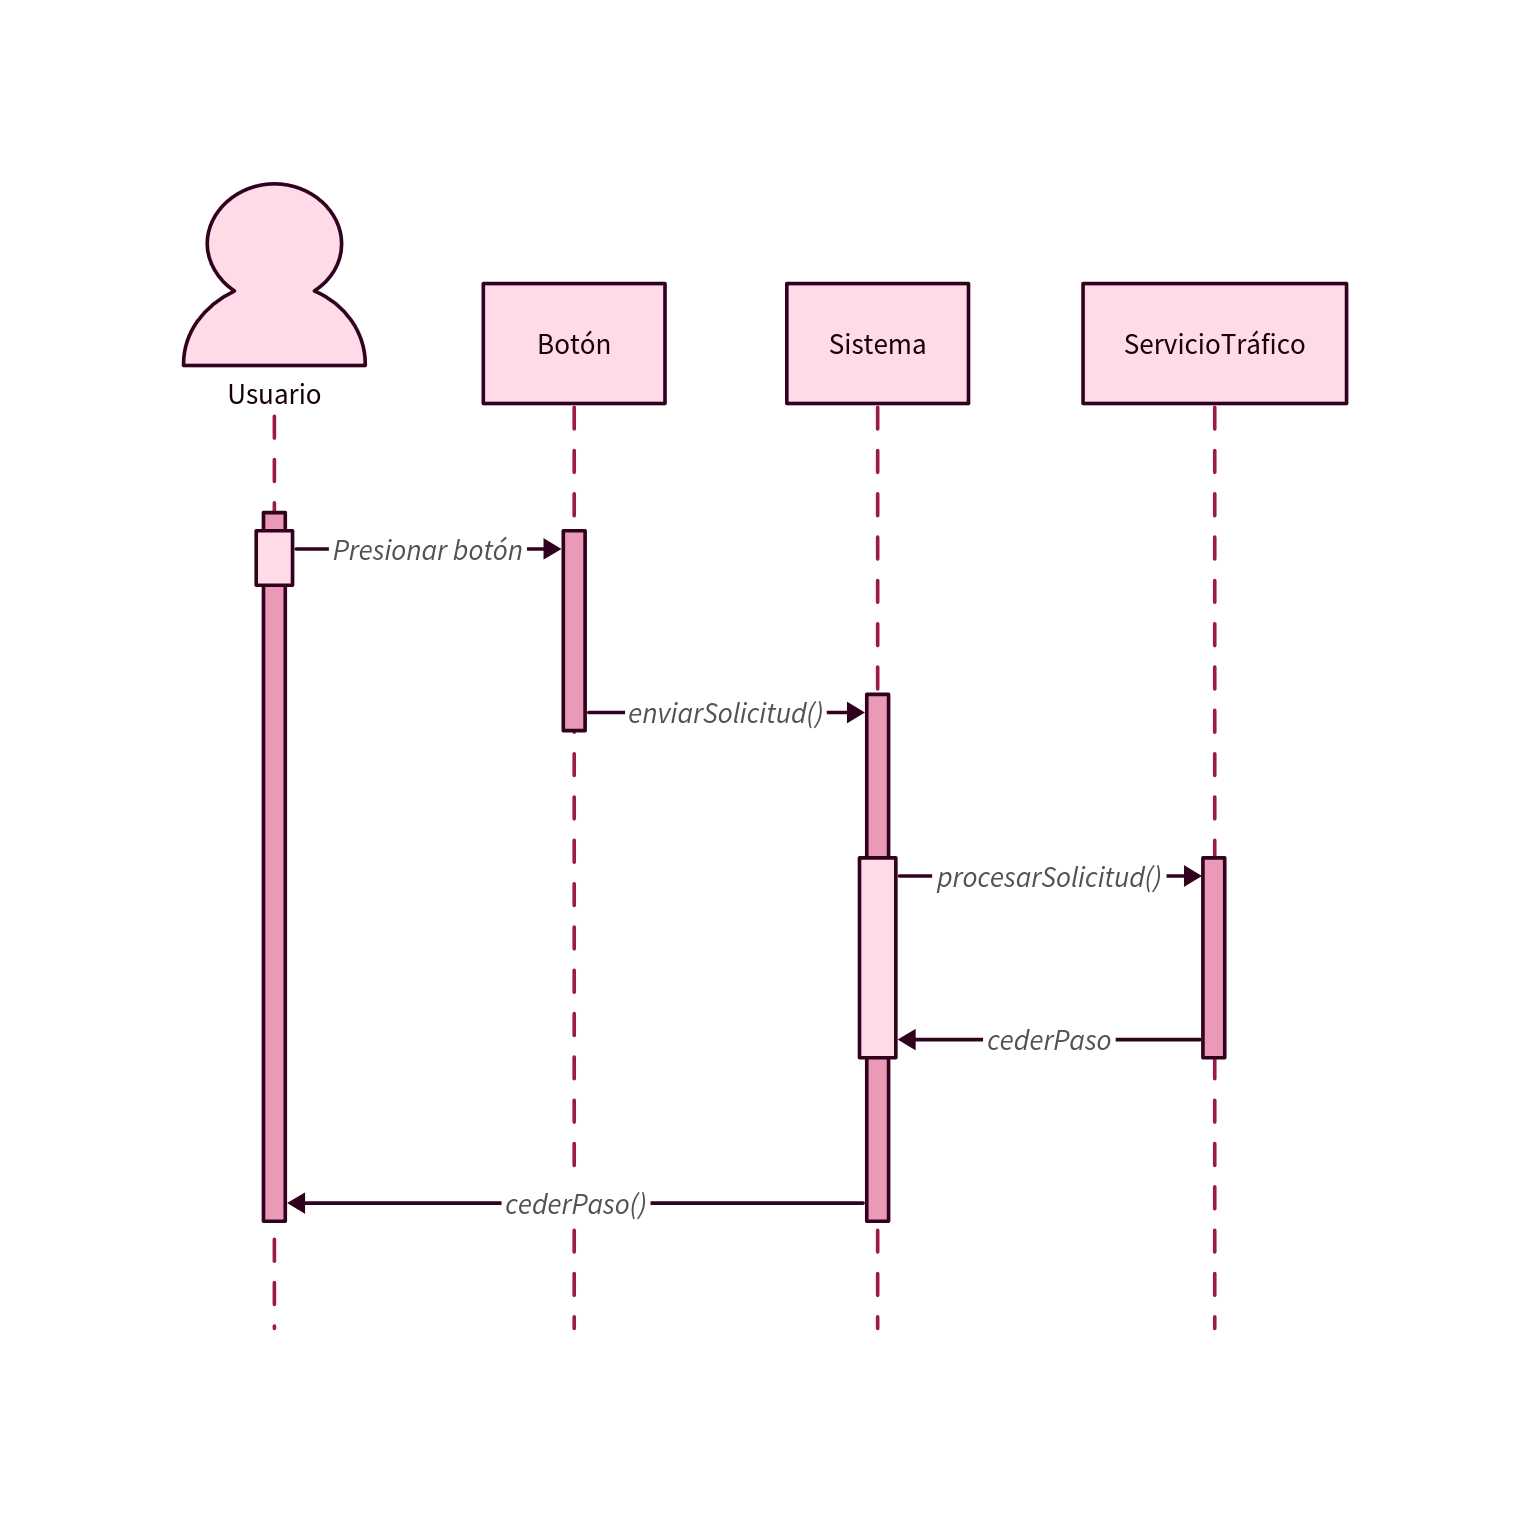 Usuario
Botón
Sistema
ServicioTráfico
Presionar botón
enviarSolicitud()
procesarSolicitud()
cederPaso
cederPaso()